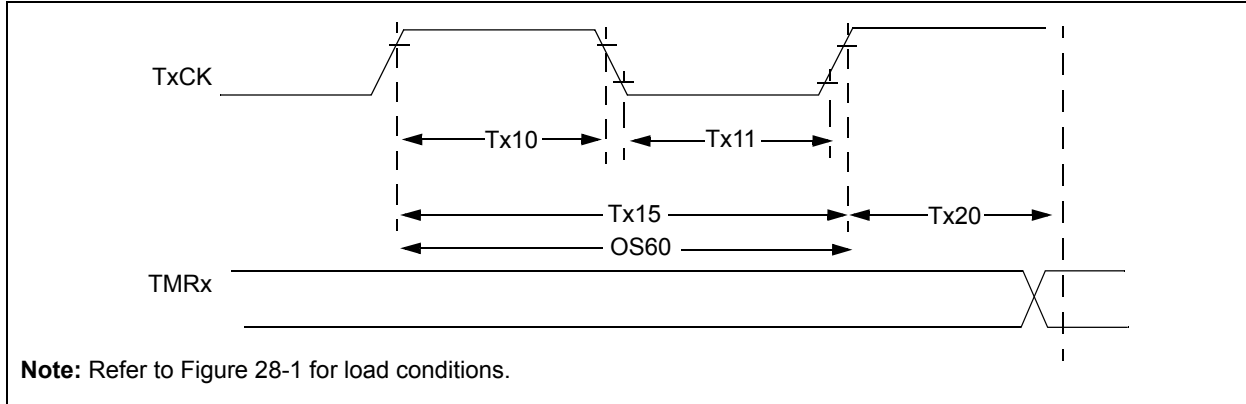 TxCK
Tx10
Tx11
Tx15
Tx20
OS60
TMRx
Note: Refer to Figure 28-1 for load conditions.